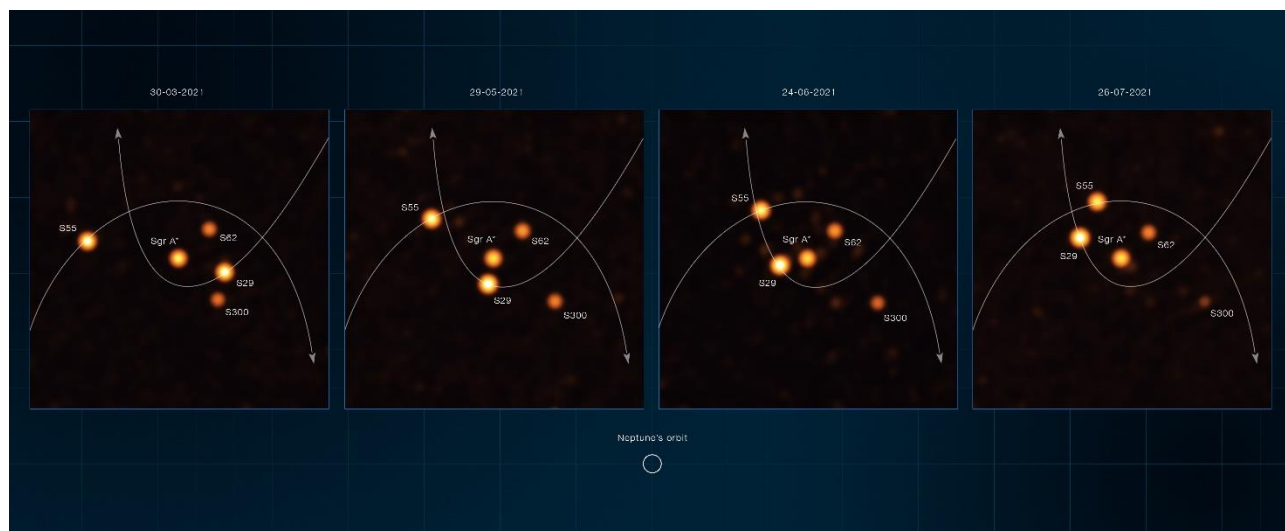 30-03-2021
S55
S62
Sgr A*
S29
S300
29-05-2021
S55
S62
Sgr A*
S29
S300
24-06-2021
S55
S62
Sgr A*
S29
S300
26-07-2021
S55
S62
Sgr A*
S29
S300
Neptune's orbit